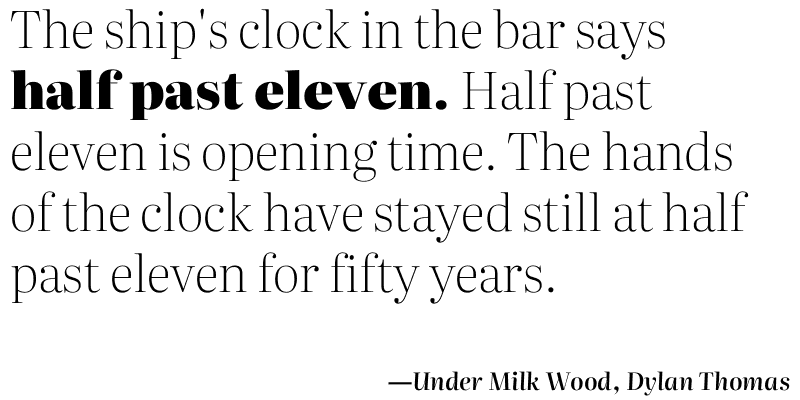 The ship's clock in the bar says
half past eleven. Half past
eleven is opening time. The hands
of the clock have stayed still at half
past eleven for fifty years.
—Under Milk Wood, Dylan Thomas